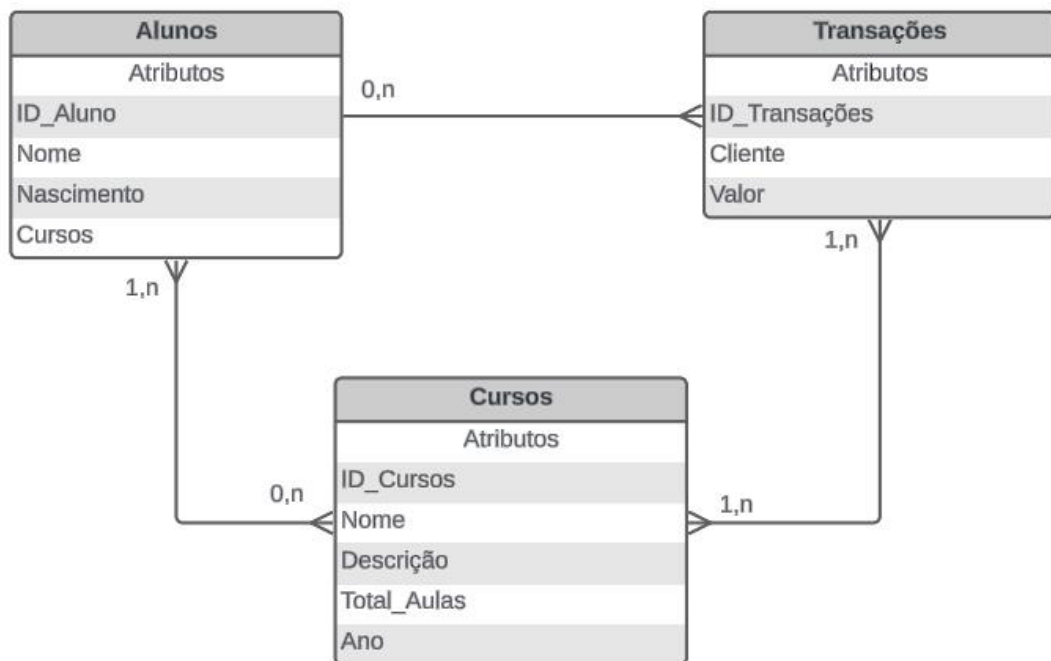 Alunos
Atributos
ID_Aluno
Nome
Nascimento
Cursos
0,n
Transações
Atributos
ID_Transações
Cliente
Valor
1,n
1,n
Cursos
Atributos
ID_Cursos
Nome
Descrição
Total_Aulas
Ano
0,n
1,n